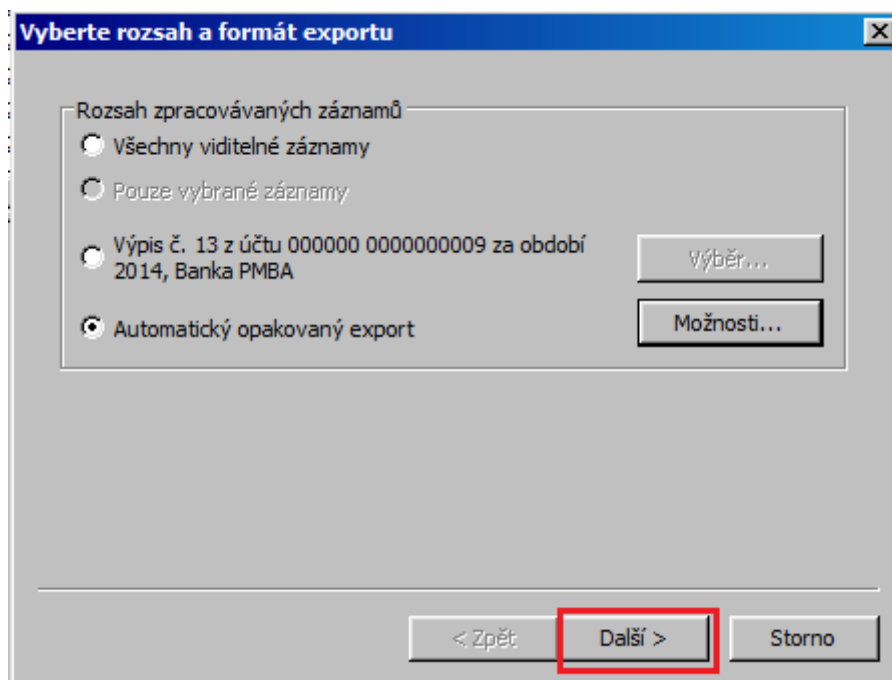 Vyberte rozsah a formát exportu
Rozsah zpracovávaných záznamů
Všechny viditelné záznamy
Pouze vybrané záznamy
Výpis č. 13 z účtu 000000 0000000009 za období
2014, Banka PMBA
Výběr...
Automatický opakovaný export
Možnosti...
< Zpět
Další >
Storno